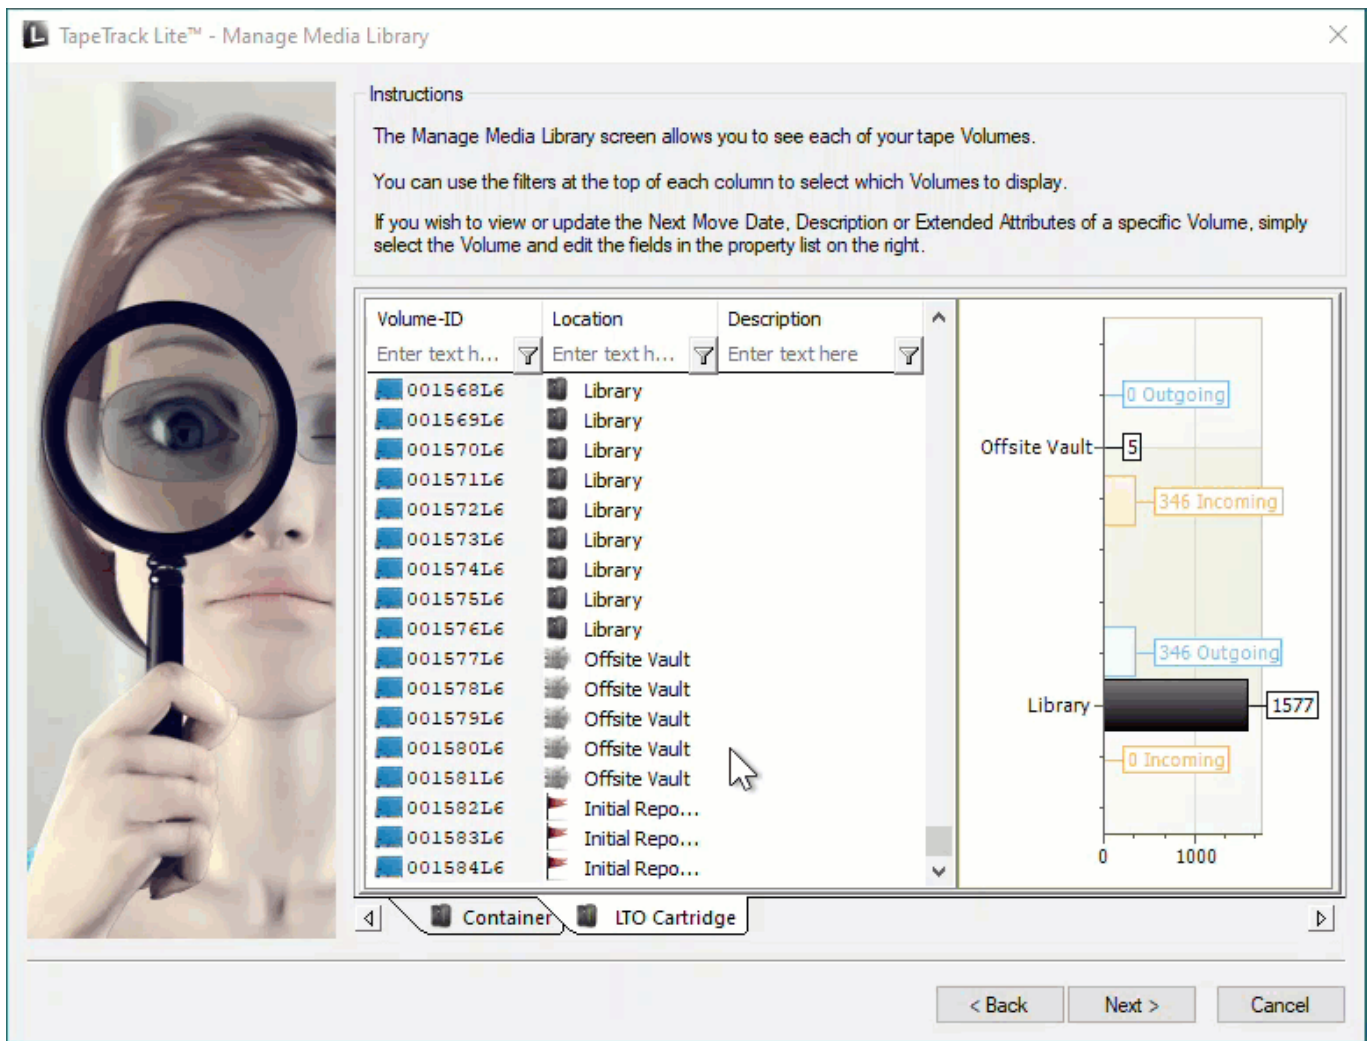 TapeTrack Lite™ - Manage Media Library
Instructions
The Manage Media Library screen allows you to see each of your tape Volumes.
You can use the filters at the top of each column to select which Volumes to display.
If you wish to view or update the Next Move Date, Description or Extended Attributes of a specific Volume, simply
select the Volume and edit the fields in the property list on the right.
Volume-ID Location Description
Enter text h... Enter text h... Enter text here
001568L6 Library
001569L6 Library
001570L6 Library
001571L6 Library
001572L6 Library
001573L6 Library
001574L6 Library
001575L6 Library
001576L6 Library
001577L6 Offsite Vault
001578L6 Offsite Vault
001579L6 Offsite Vault
001580L6 Offsite Vault
001581L6 Offsite Vault
001582L6 Initial Repo...
001583L6 Initial Repo...
001584L6 Initial Repo...
0 Outgoing
Offsite Vault 5
346 Incoming
346 Outgoing
Library 1577
0 Incoming
0 1000
Container LTO Cartridge
< Back Next > Cancel